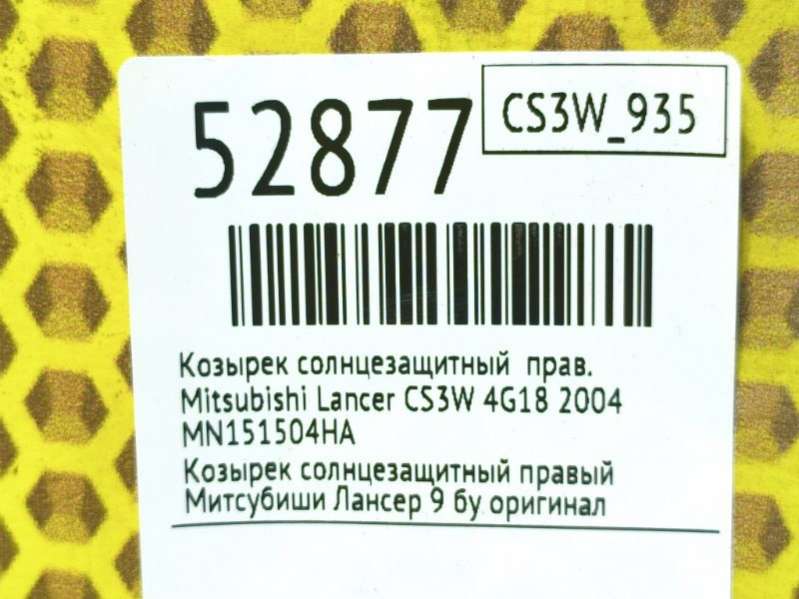 52877
CS3W_935
Козырек солнцезащитный прав.
Mitsubishi Lancer CS3W 4G18 2004
MN151504HA
Козырек солнцезащитный правый
Митсубиши Лансер 9 бу оригинал